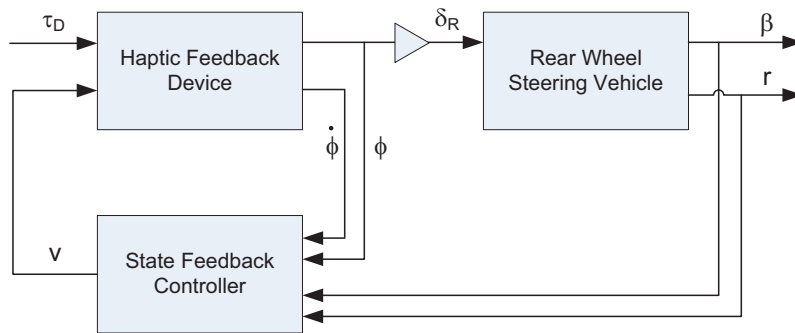 τD
Haptic Feedback
Device
δR
Rear Wheel
Steering Vehicle
β
r
ϕ̇
ϕ
v
State Feedback
Controller